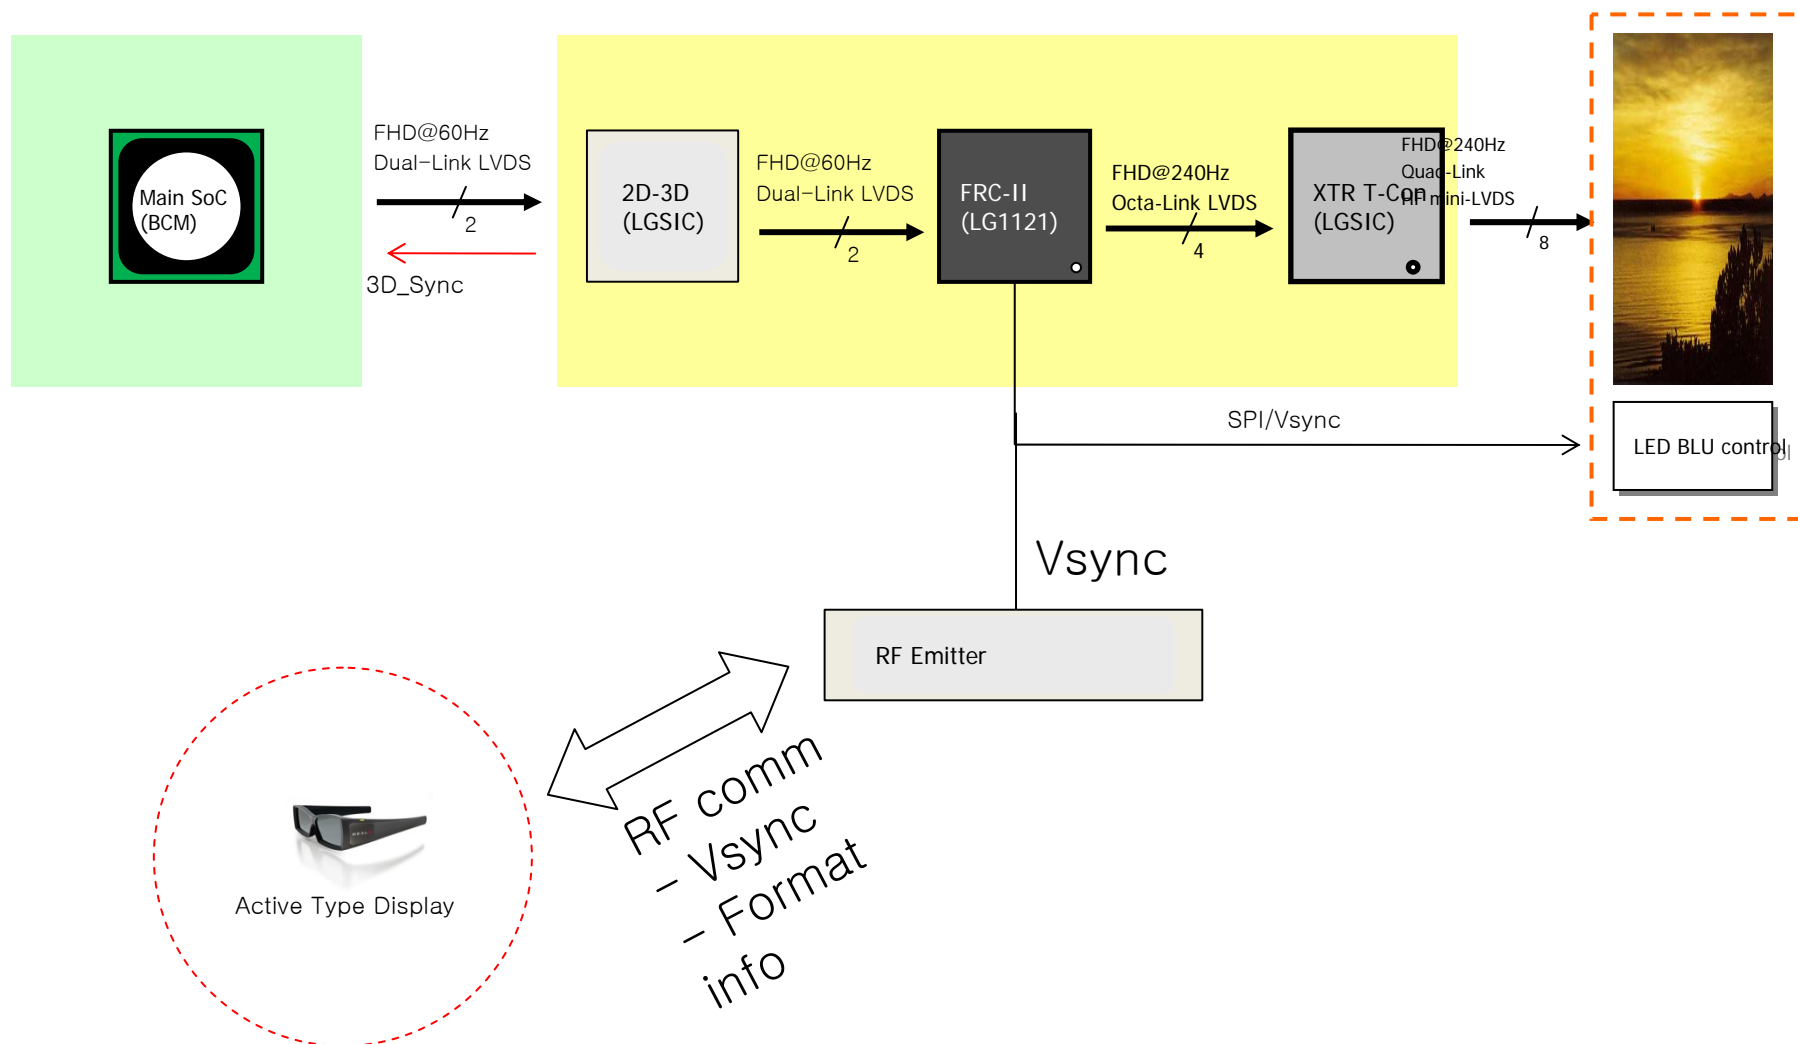 FHD@60Hz
Dual-Link LVDS
2
3D_Sync
Main SoC
(BCM)
2D-3D
(LGSIC)
FHD@60Hz
Dual-Link LVDS
2
FRC-II
(LG1121)
FHD@240Hz
Octa-Link LVDS
4
XTR T-Con
(LGSIC)
FHD@240Hz
Quad-Link
HF mini-LVDS
8
SPI/Vsync
LED BLU control
Vsync
RF Emitter
RF comm
- Vsync
- Format
info
Active Type Display